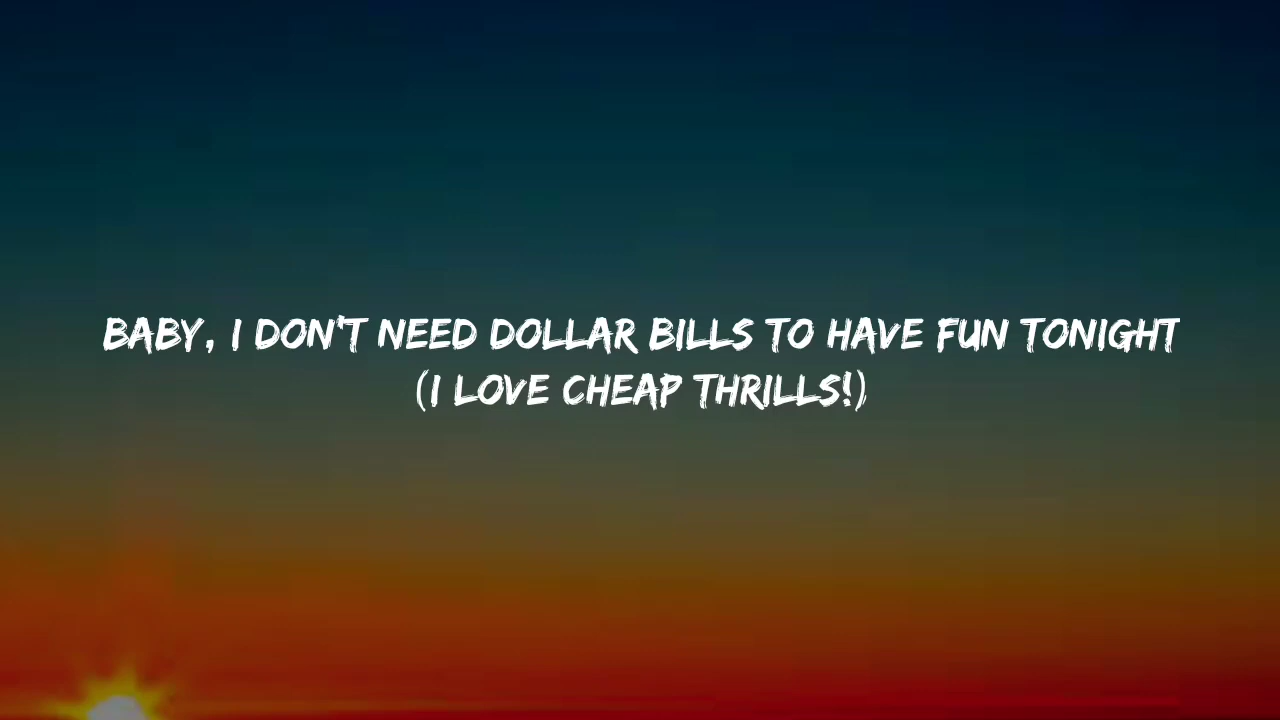 BABY, I DON'T NEED DOLLAR BILLS TO HAVE FUN TONIGHT
(I LOVE CHEAP THRILLS!)